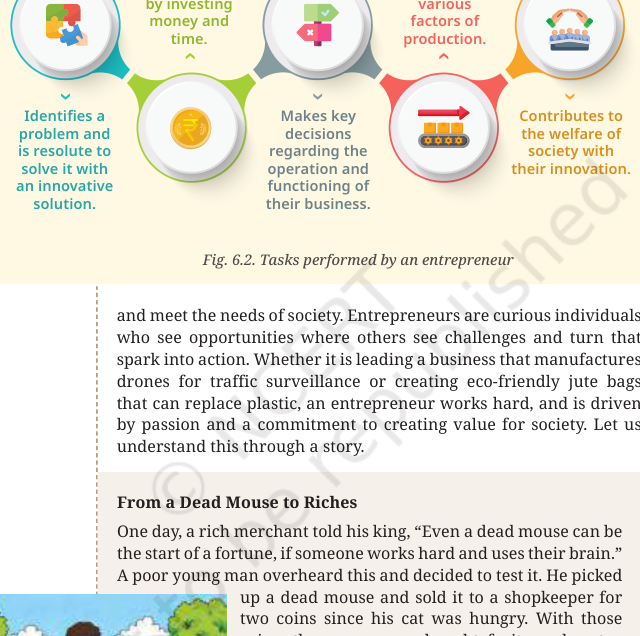 by investing
money and
time.
various
factors of
production.
Identifies a
problem and
is resolute to
solve it with
an innovative
solution.
Makes key
decisions
regarding the
operation and
functioning of
their business.
Contributes to
the welfare of
society with
their innovation.
Fig. 6.2. Tasks performed by an entrepreneur
and meet the needs of society. Entrepreneurs are curious individuals
who see opportunities where others see challenges and turn that
spark into action. Whether it is leading a business that manufactures
drones for traffic surveillance or creating eco-friendly jute bags
that can replace plastic, an entrepreneur works hard, and is driven
by passion and a commitment to creating value for society. Let us
understand this through a story.
From a Dead Mouse to Riches
One day, a rich merchant told his king, “Even a dead mouse can be
the start of a fortune, if someone works hard and uses their brain.”
A poor young man overheard this and decided to test it. He picked
up a dead mouse and sold it to a shopkeeper for
two coins since his cat was hungry. With those
© NCERT
to be republished